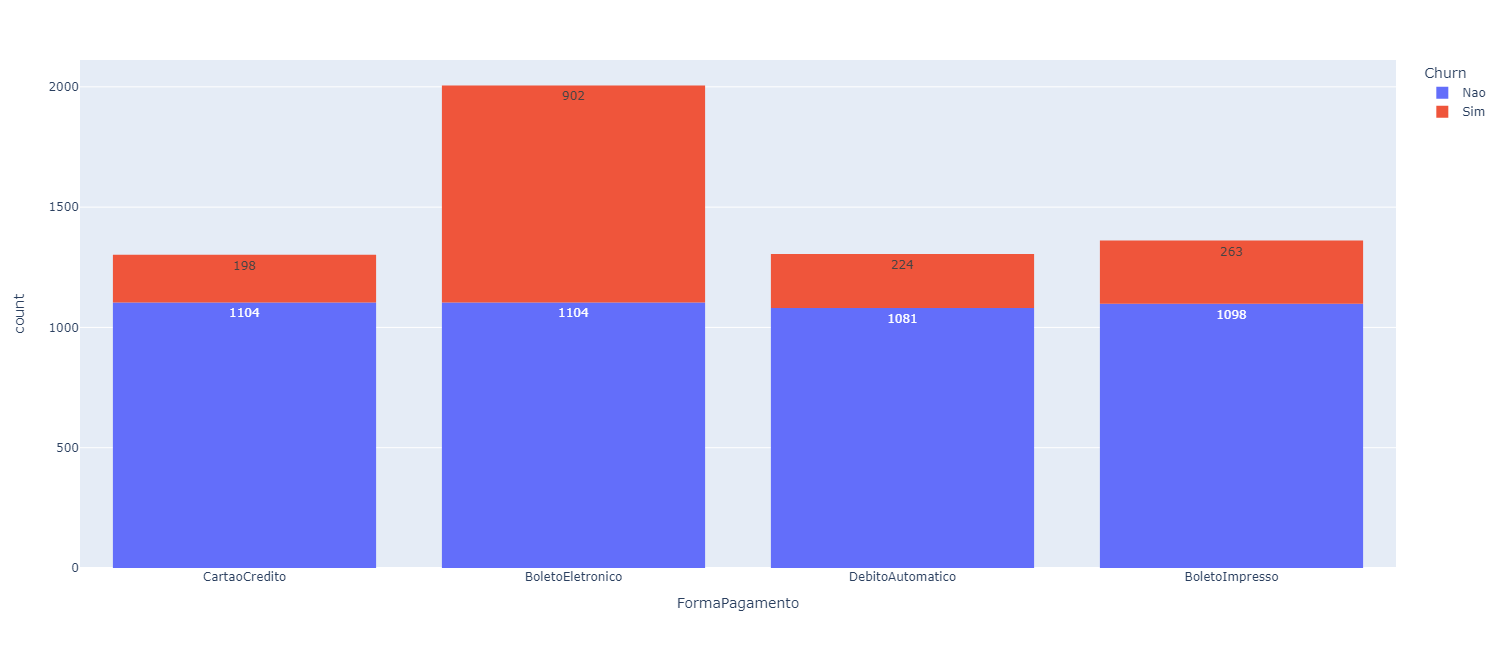 Churn
Nao
Sim
count
2000
1500
1000
500
0
198
1104
902
1104
224
1081
263
1098
CartaoCredito
BoletoEletronico
DebitoAutomatico
BoletoImpresso
FormaPagamento